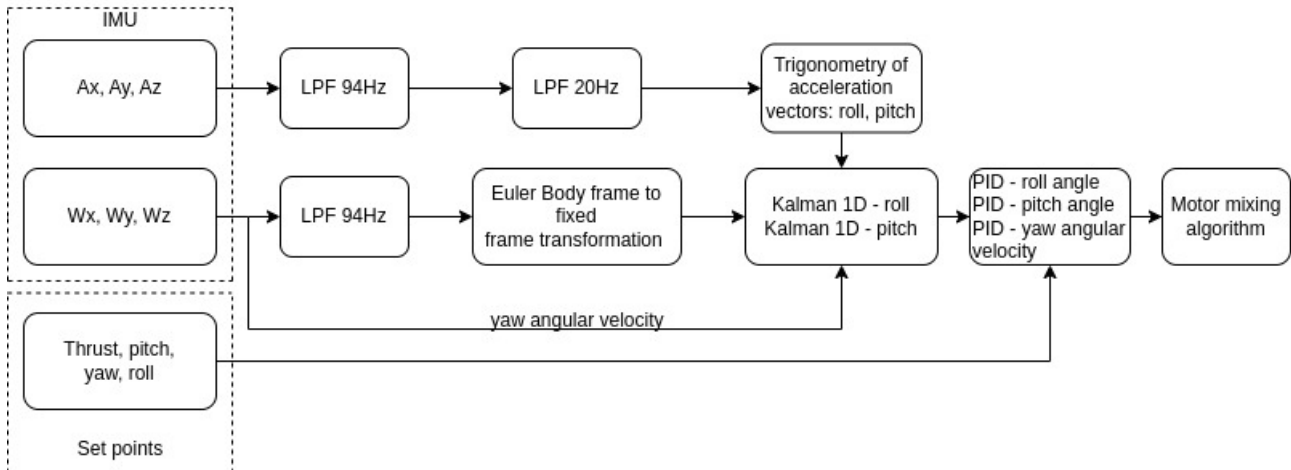 IMU
Ax, Ay, Az
LPF 94Hz
LPF 20Hz
Trigonometry of
acceleration
vectors: roll, pitch
Wx, Wy, Wz
LPF 94Hz
Euler Body frame to
fixed
frame transformation
Kalman 1D - roll
Kalman 1D - pitch
PID - roll angle
PID - pitch angle
PID - yaw angular
velocity
Motor mixing
algorithm
yaw angular velocity
Thrust, pitch,
yaw, roll
Set points